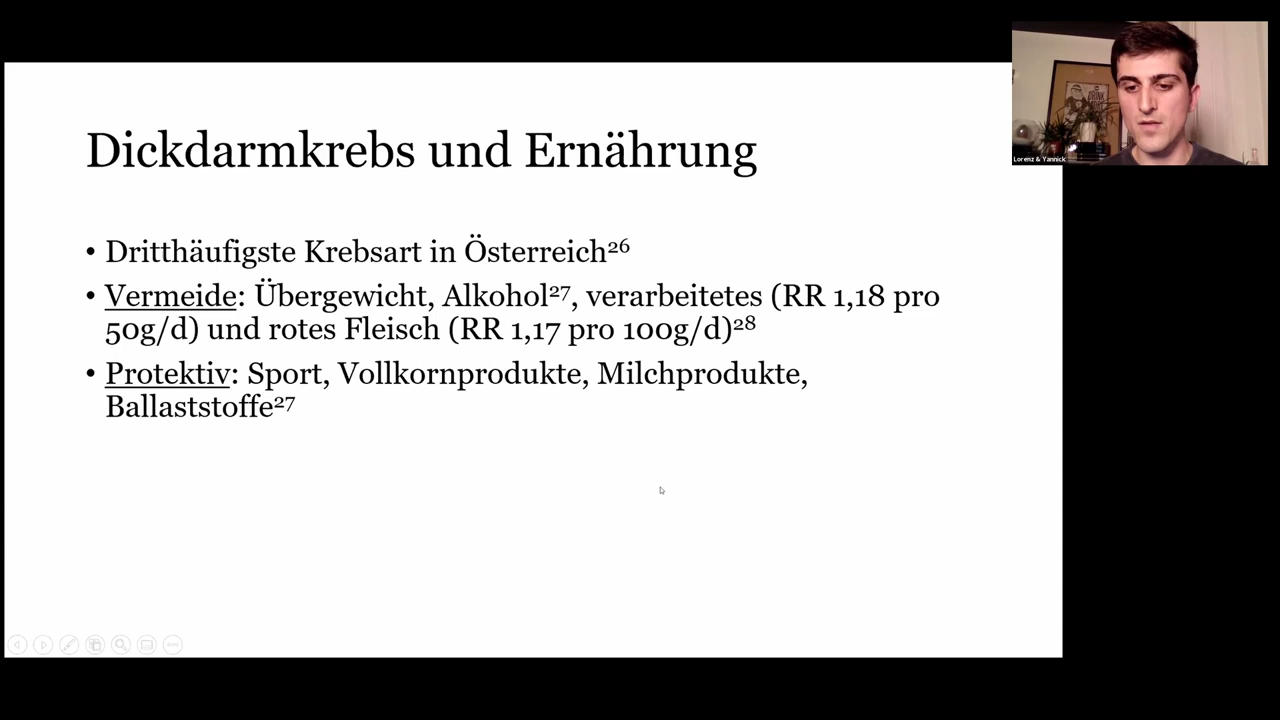 Dickdarmkrebs und Ernährung
• Dritthäufigste Krebsart in Österreich²⁶
• Vermeide: Übergewicht, Alkohol²⁷, verarbeitetes (RR 1,18 pro
50g/d) und rotes Fleisch (RR 1,17 pro 100g/d)²⁸
• Protektiv: Sport, Vollkornprodukte, Milchprodukte,
Ballaststoffe²⁷
DRINK
Lorenz & Yannick